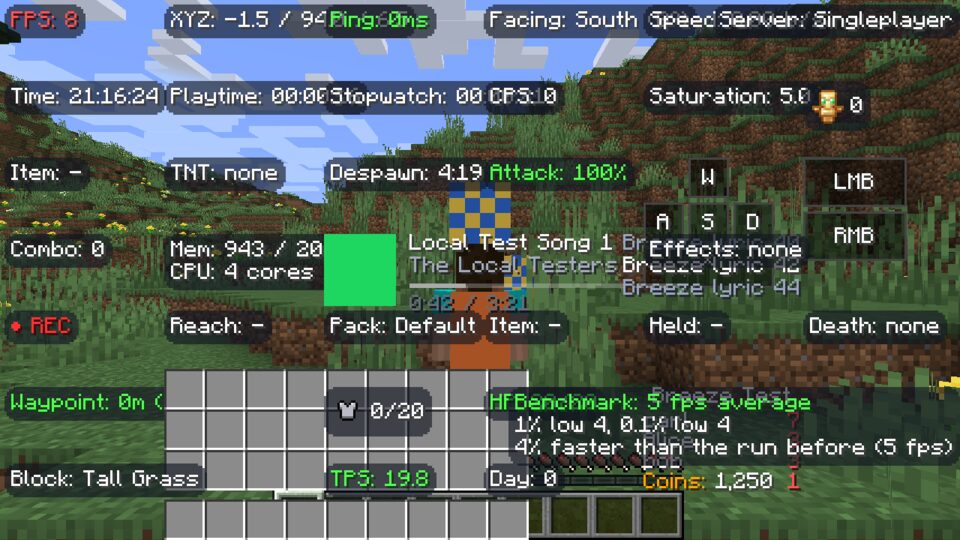 FPS: 8
XYZ: -1.5 / 94
Ping: 0ms
Facing: South
Speed
Server: Singleplayer
Time: 21:16:24
Playtime: 00:00
Stopwatch: 00
CPS:
Saturation: 5.0
0
Item: -
TNT: none
Despawn: 4:19
Attack: 100%
W
LMB
A S D
RMB
Combo: 0
Mem: 943 / 20
CPU: 4 cores
Local Test Song 1
The Local Testers
0:42 / 3:21
Effects: none
Breeze lyric 42
Breeze lyric 44
REC
Reach: -
Pack: Default
Item: -
Held: -
Death: none
Waypoint: 0m (
0/20
Breeze Test
Benchmark: 5 fps average
1% low 4, 0.1% low 4
4% faster than the run before (5 fps)
Block: Tall Grass
TPS: 19.8
Day: 0
Coins: 1,250
1